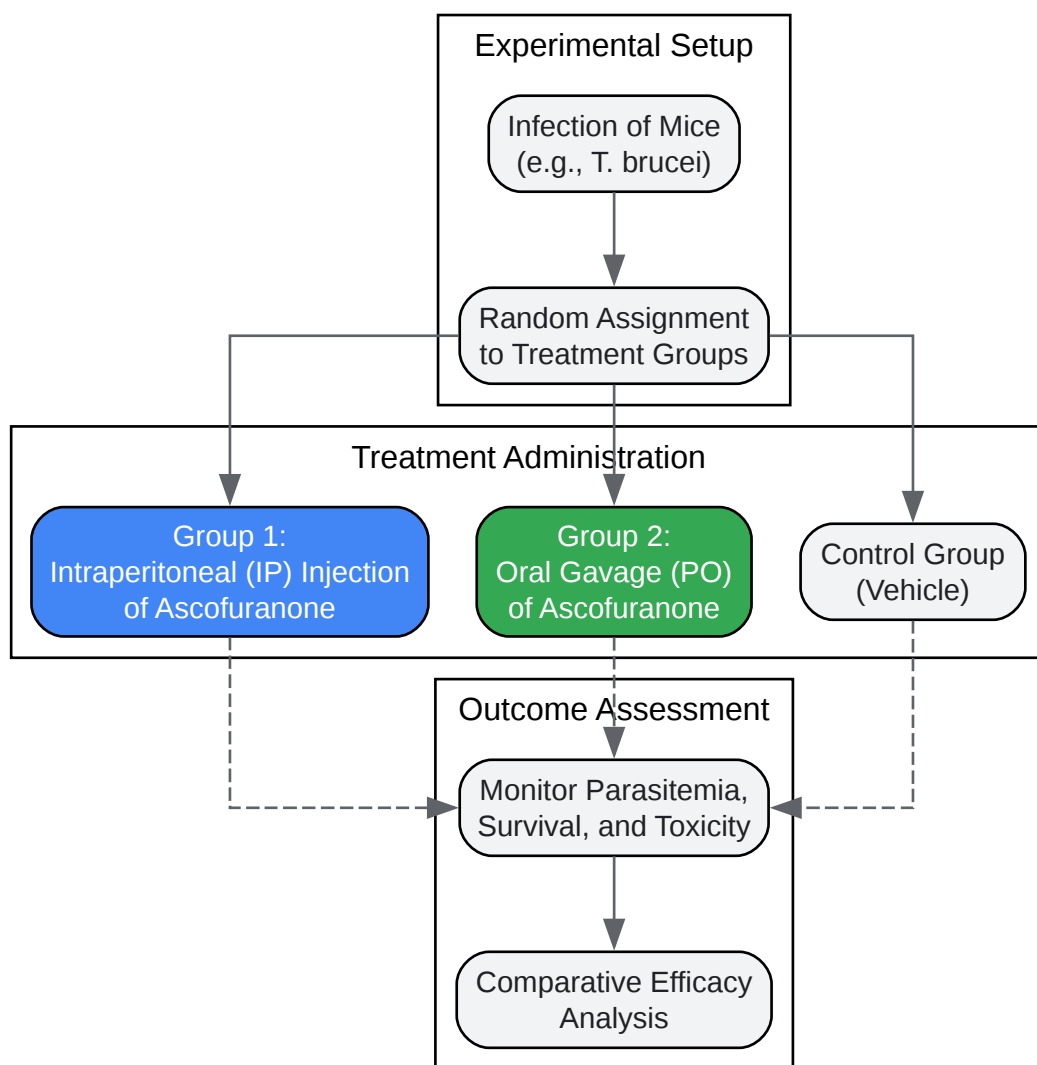 Experimental Setup
Infection of Mice
(e.g., T. brucei)
Random Assignment
to Treatment Groups
Treatment Administration
Group 1:
Intraperitoneal (IP) Injection
of Ascofuranone
Group 2:
Oral Gavage (PO)
of Ascofuranone
Control Group
(Vehicle)
Outcome Assessment
Monitor Parasitemia,
Survival, and Toxicity
Comparative Efficacy
Analysis